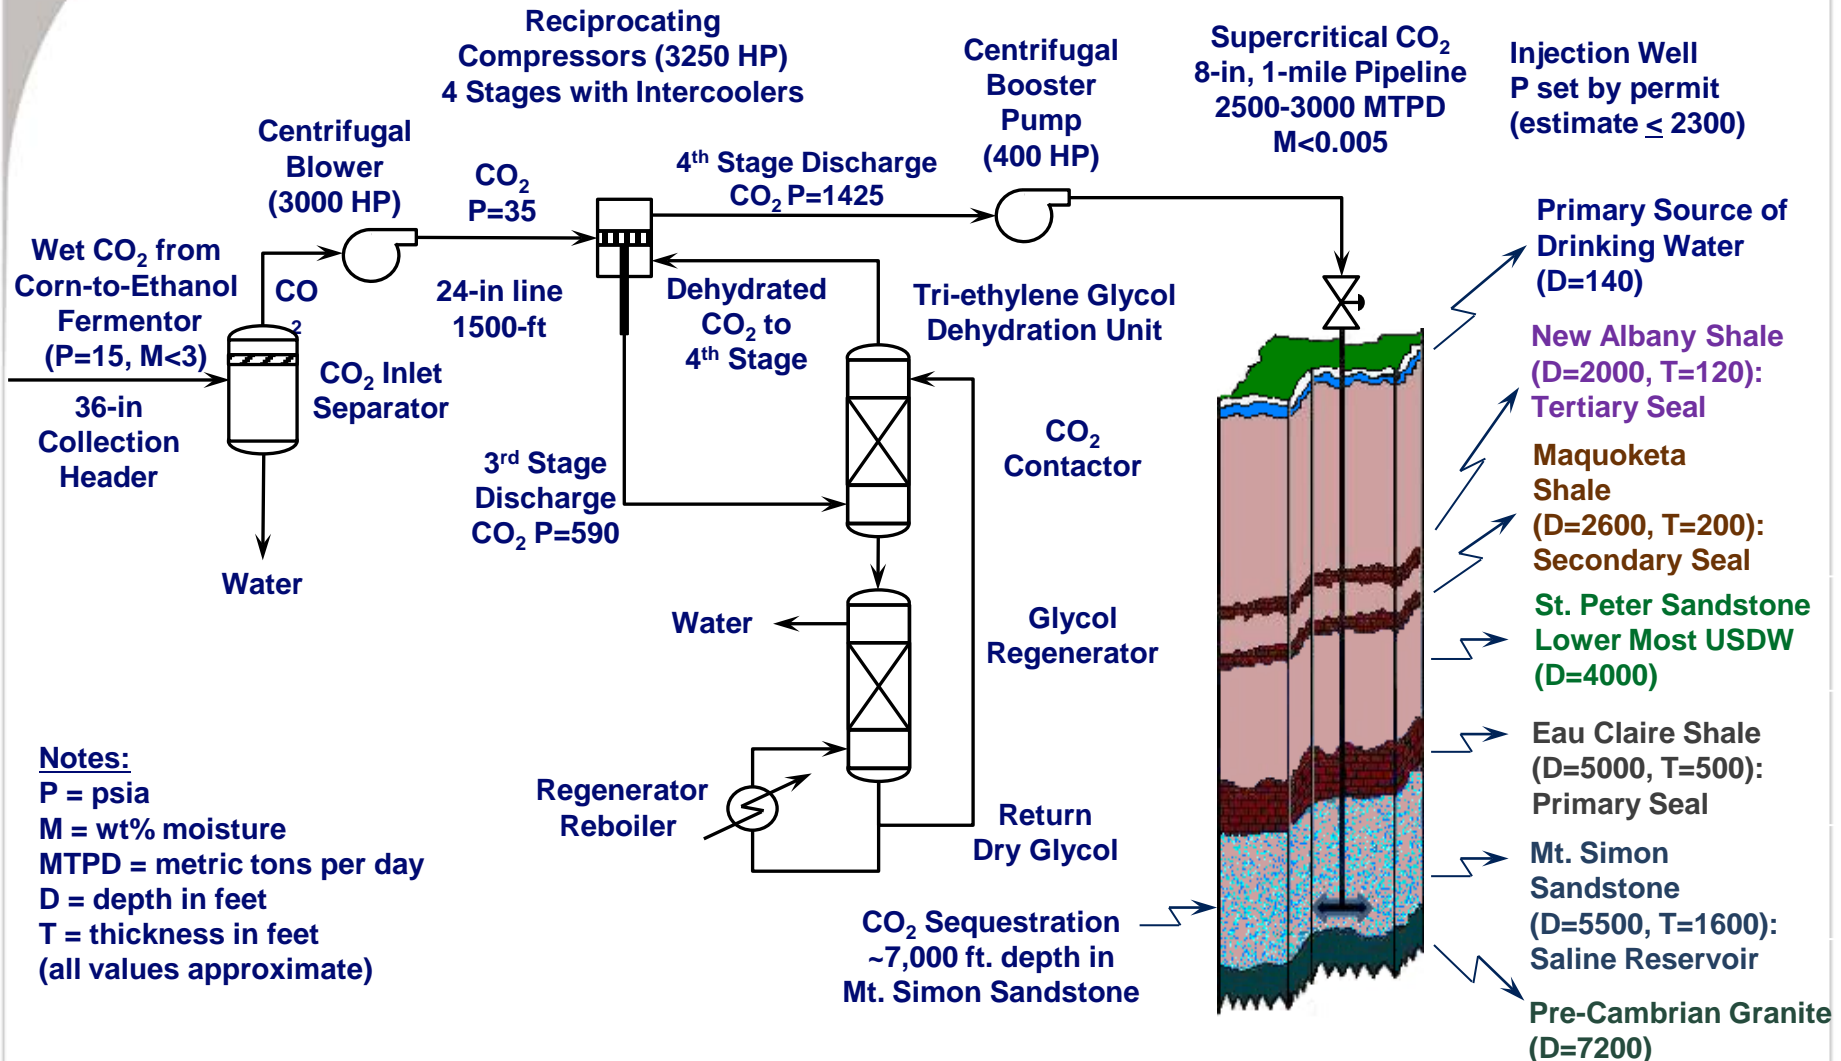 Reciprocating
Compressors (3250 HP)
4 Stages with Intercoolers
Centrifugal
Booster
Pump
(400 HP)
Supercritical CO2
8-in, 1-mile Pipeline
2500-3000 MTPD
M<0.005
Injection Well
P set by permit
(estimate ≤ 2300)
Centrifugal
Blower
(3000 HP)
CO2
P=35
4th Stage Discharge
CO2 P=1425
Wet CO2 from
Corn-to-Ethanol
Fermentor
(P=15, M<3)
CO
2
36-in
Collection
Header
CO2 Inlet
Separator
Water
24-in line
1500-ft
Dehydrated
CO2 to
4th Stage
Tri-ethylene Glycol
Dehydration Unit
3rd Stage
Discharge
CO2 P=590
CO2
Contactor
Water
Glycol
Regenerator
Regenerator
Reboiler
Return
Dry Glycol
CO2 Sequestration
~7,000 ft. depth in
Mt. Simon Sandstone
Primary Source of
Drinking Water
(D=140)
New Albany Shale
(D=2000, T=120):
Tertiary Seal
Maquoketa
Shale
(D=2600, T=200):
Secondary Seal
St. Peter Sandstone
Lower Most USDW
(D=4000)
Eau Claire Shale
(D=5000, T=500):
Primary Seal
Mt. Simon
Sandstone
(D=5500, T=1600):
Saline Reservoir
Pre-Cambrian Granite
(D=7200)
Notes:
P = psia
M = wt% moisture
MTPD = metric tons per day
D = depth in feet
T = thickness in feet
(all values approximate)